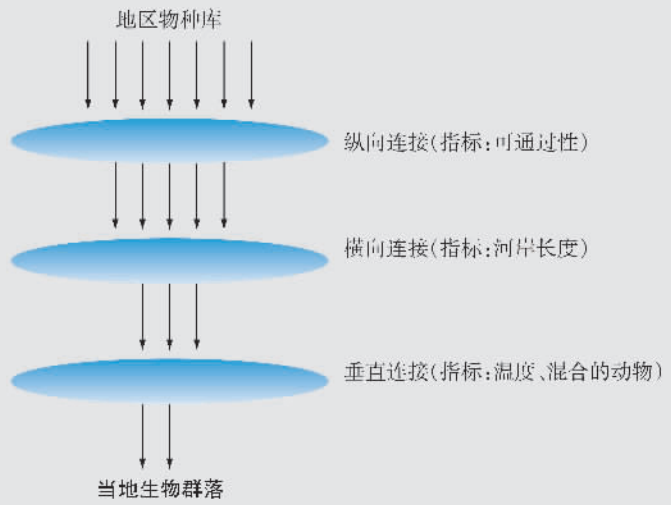 地区物种库
纵向连接(指标:可通过性)
横向连接(指标:河岸长度)
垂直连接(指标:温度、混合的动物)
当地生物群落